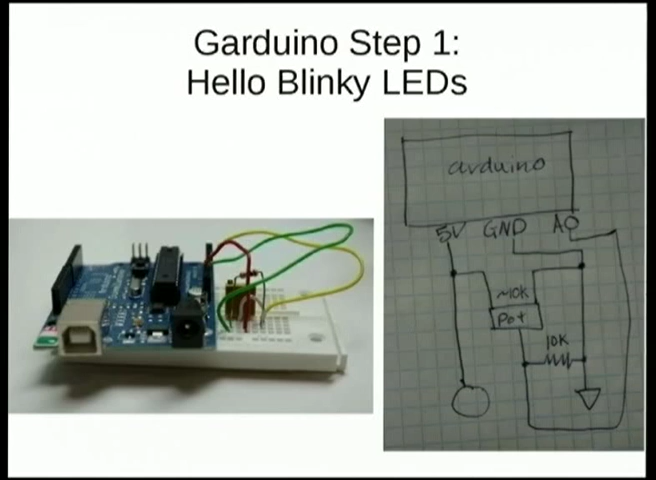 Garduino Step 1:
Hello Blinky LEDs
arduino
5V GND A0
~10K
Pot
10K